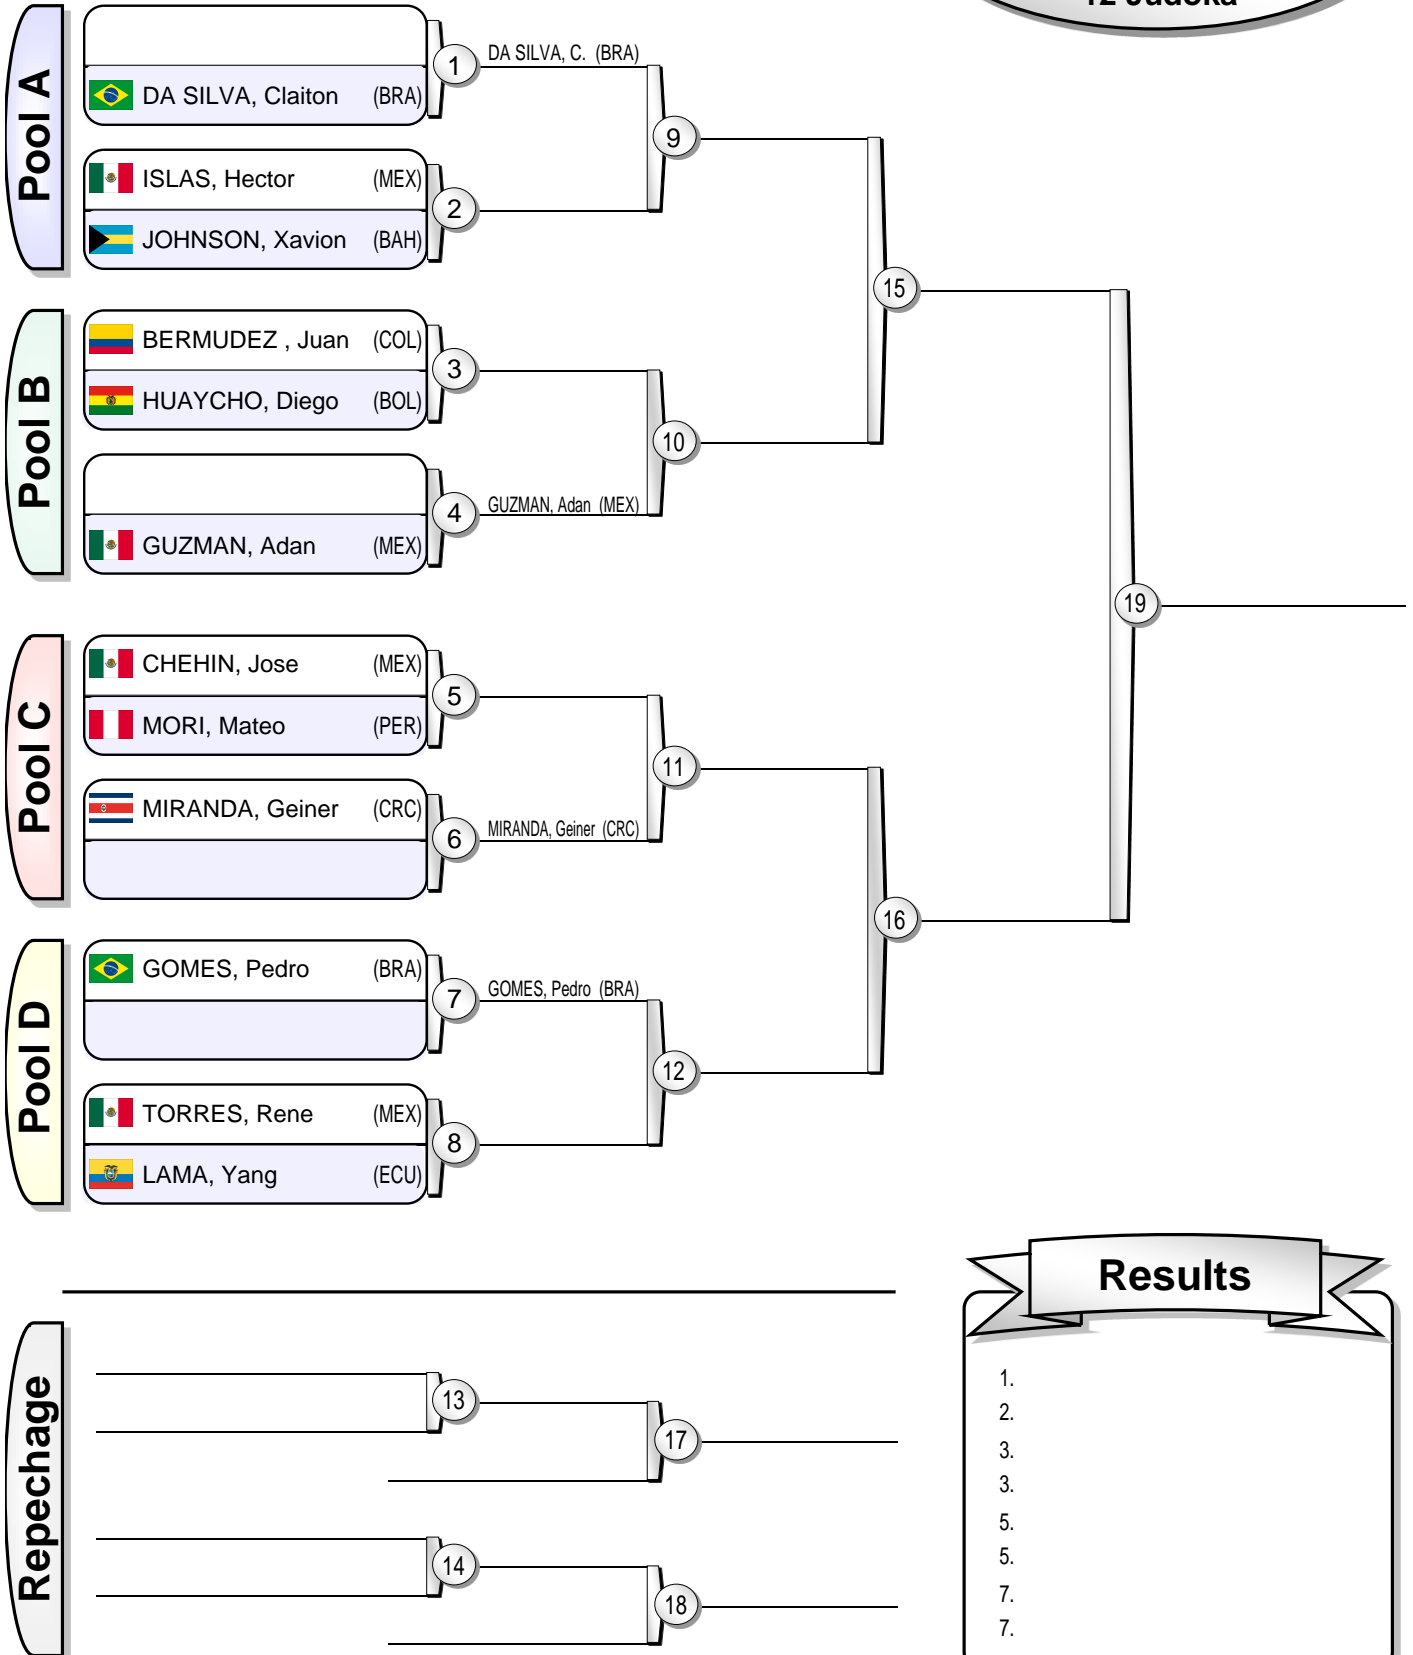 12 Judoka
Pool A
1
DA SILVA, C. (BRA)
DA SILVA, Claiton (BRA)
9
ISLAS, Hector (MEX)
2
JOHNSON, Xavion (BAH)
15
Pool B
BERMUDEZ , Juan (COL)
3
HUAYCHO, Diego (BOL)
10
4
GUZMAN, Adan (MEX)
GUZMAN, Adan (MEX)
19
Pool C
CHEHIN, Jose (MEX)
5
MORI, Mateo (PER)
11
MIRANDA, Geiner (CRC)
6
MIRANDA, Geiner (CRC)
16
Pool D
GOMES, Pedro (BRA)
7
GOMES, Pedro (BRA)
12
TORRES, Rene (MEX)
8
LAMA, Yang (ECU)
Repechage
13
17
14
18
Results
1.
2.
3.
3.
5.
5.
7.
7.